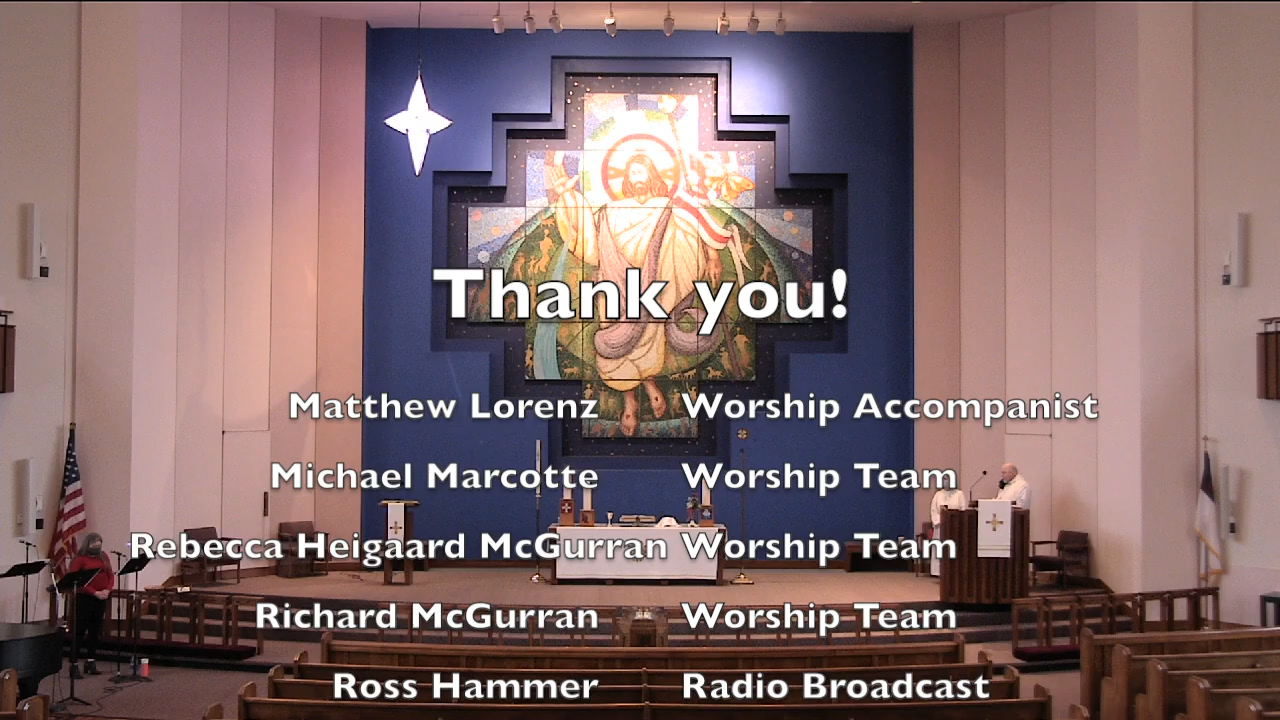 Thank you!
Matthew Lorenz Worship Accompanist
Michael Marcotte Worship Team
Rebecca Heigaard McGurran Worship Team
Richard McGurran Worship Team
Ross Hammer Radio Broadcast